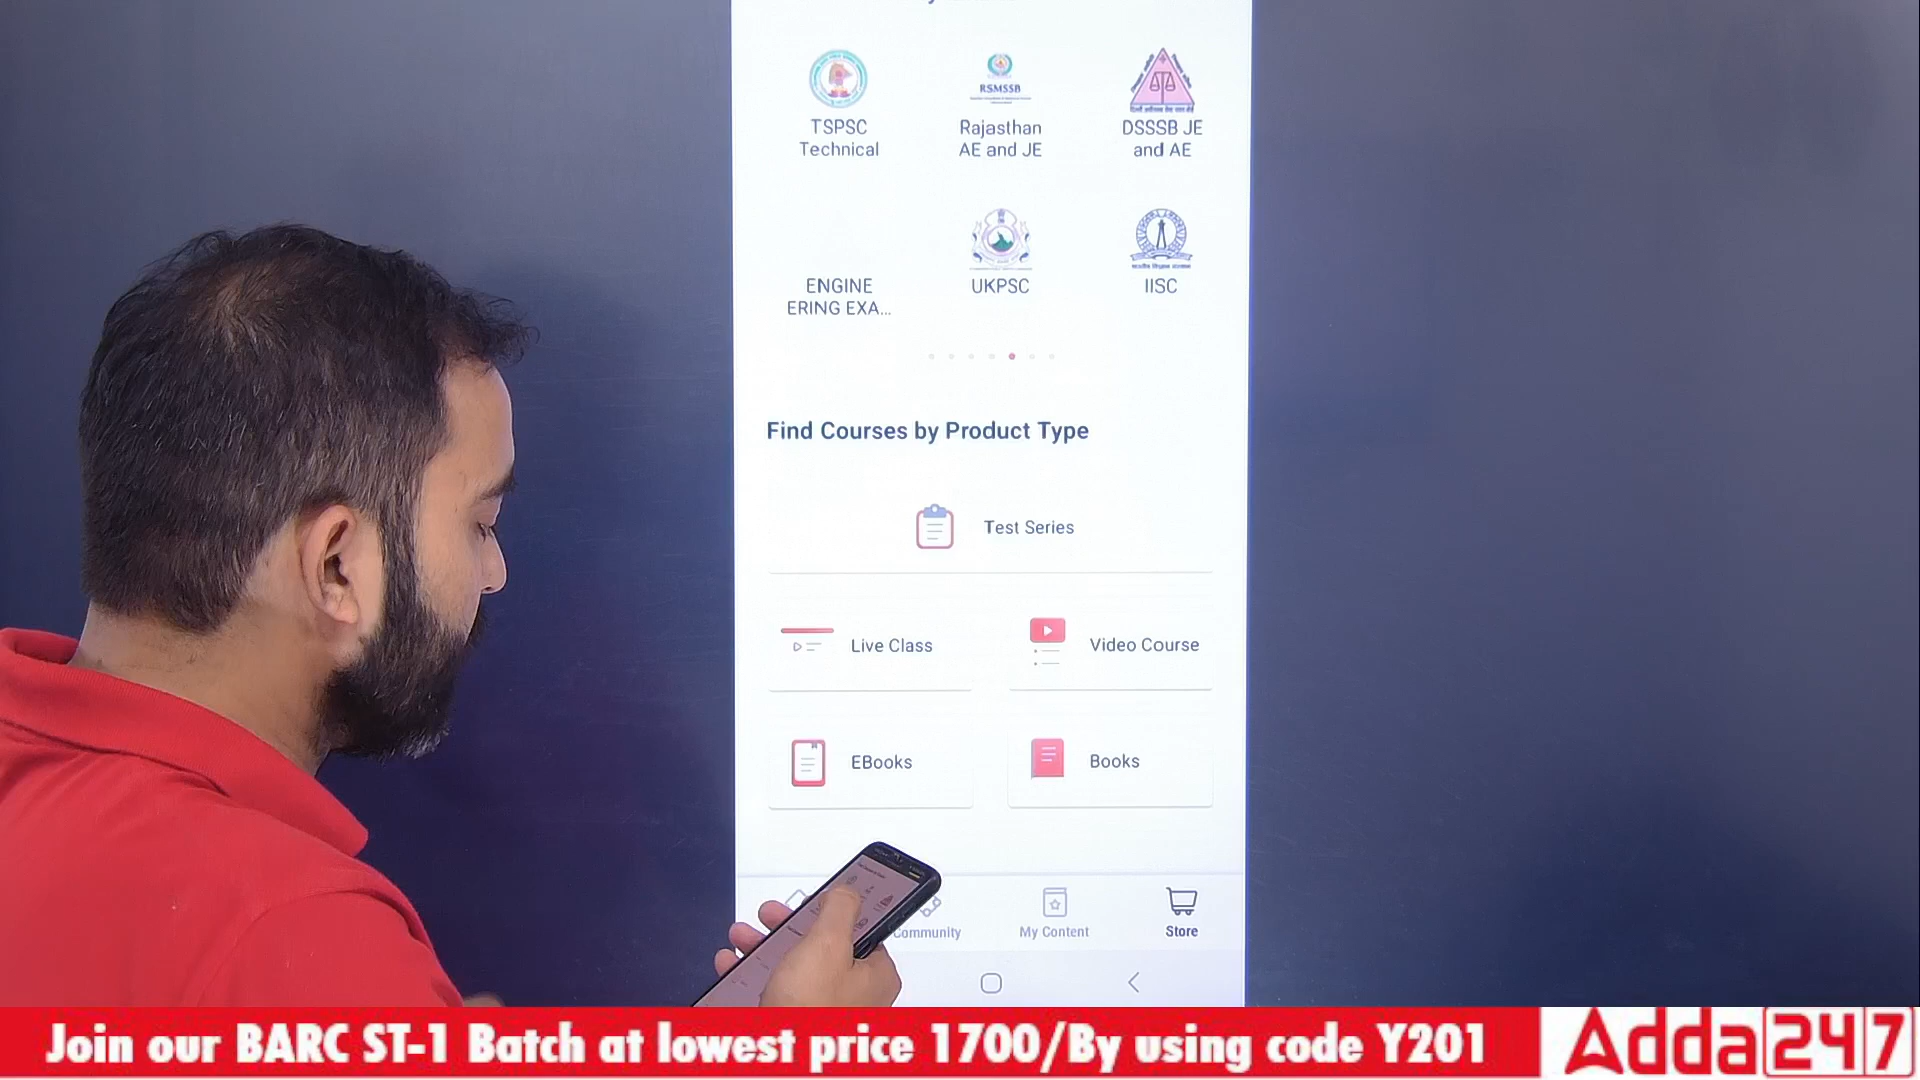 TSPSC
Technical
RSMSSB
Rajasthan
AE and JE
DSSSB JE
and AE
ENGINE
ERING EXA...
UKPSC
IISC
Find Courses by Product Type
Test Series
Live Class
Video Course
EBooks
Books
Community
My Content
Store
Join our BARC ST-1 Batch at lowest price 1700/By using code Y201
Adda247